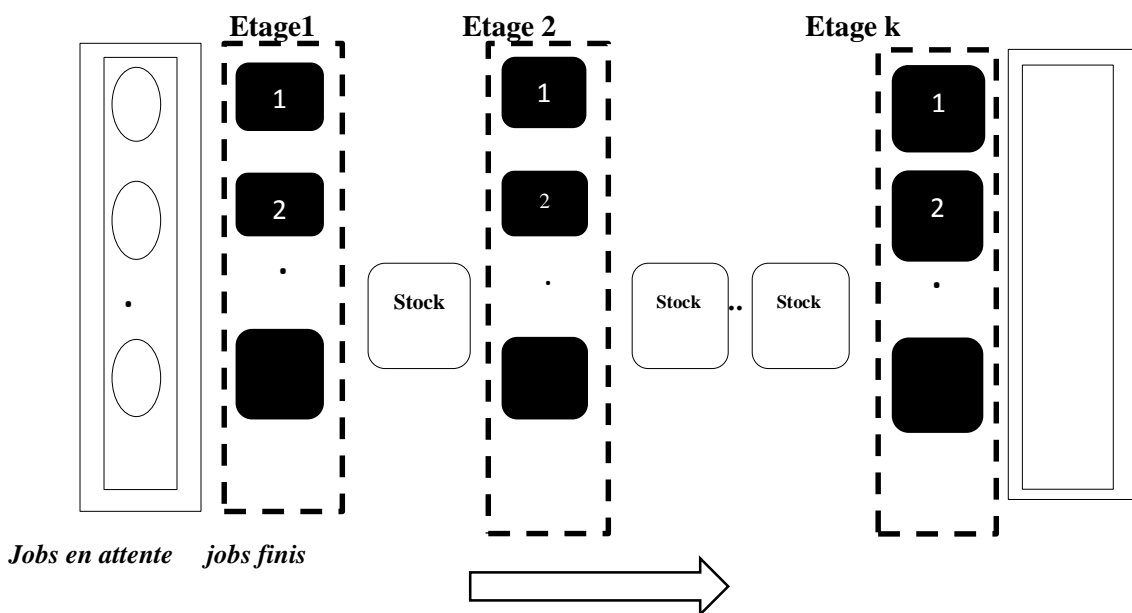 Etage1 Etage 2 Etage k
1 1 1
2 2 2
. . .
Stock Stock .. Stock
.
Jobs en attente jobs finis